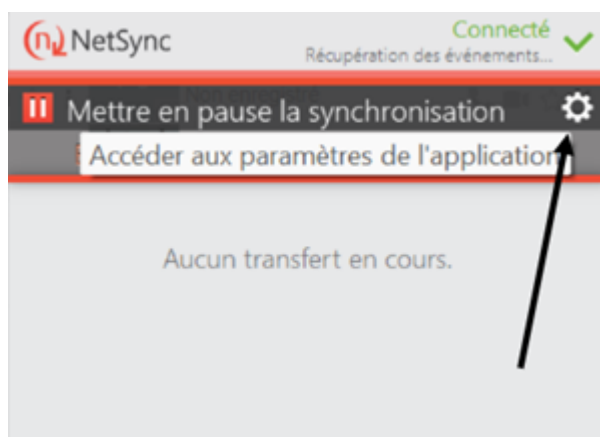 NetSync
Connecté
Récupération des événements...
Mettre en pause la synchronisation
Accéder aux paramètres de l'application
Aucun transfert en cours.